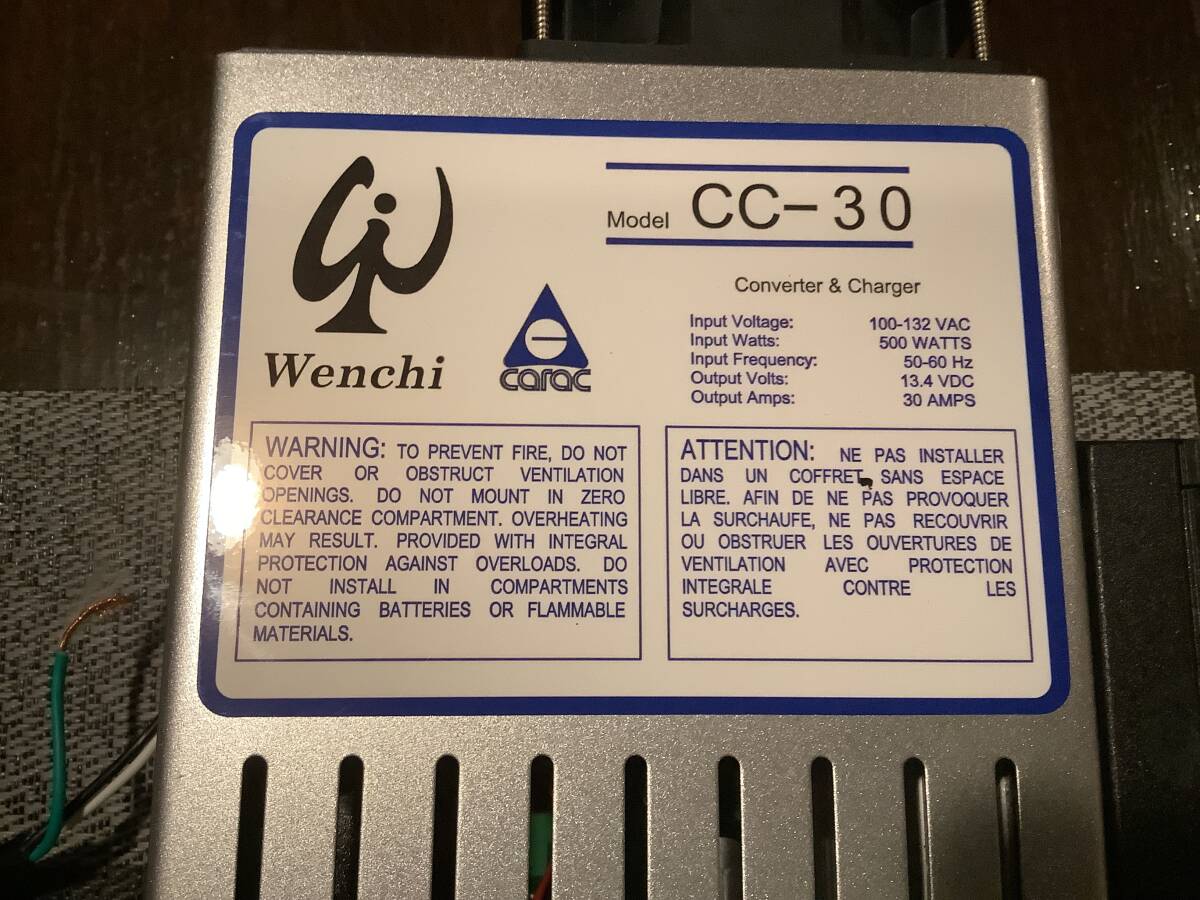 Model CC-30
Converter & Charger
Input Voltage: 100-132 VAC
Input Watts: 500 WATTS
Input Frequency: 50-60 Hz
Output Volts: 13.4 VDC
Output Amps: 30 AMPS
Wenchi
e
carac
WARNING: TO PREVENT FIRE, DO NOT
COVER OR OBSTRUCT VENTILATION
OPENINGS. DO NOT MOUNT IN ZERO
CLEARANCE COMPARTMENT. OVERHEATING
MAY RESULT. PROVIDED WITH INTEGRAL
PROTECTION AGAINST OVERLOADS. DO
NOT INSTALL IN COMPARTMENTS
CONTAINING BATTERIES OR FLAMMABLE
MATERIALS.
ATTENTION: NE PAS INSTALLER
DANS UN COFFRET SANS ESPACE
LIBRE. AFIN DE NE PAS PROVOQUER
LA SURCHAUFE, NE PAS RECOUVRIR
OU OBSTRUER LES OUVERTURES DE
VENTILATION AVEC PROTECTION
INTEGRALE CONTRE LES
SURCHARGES.